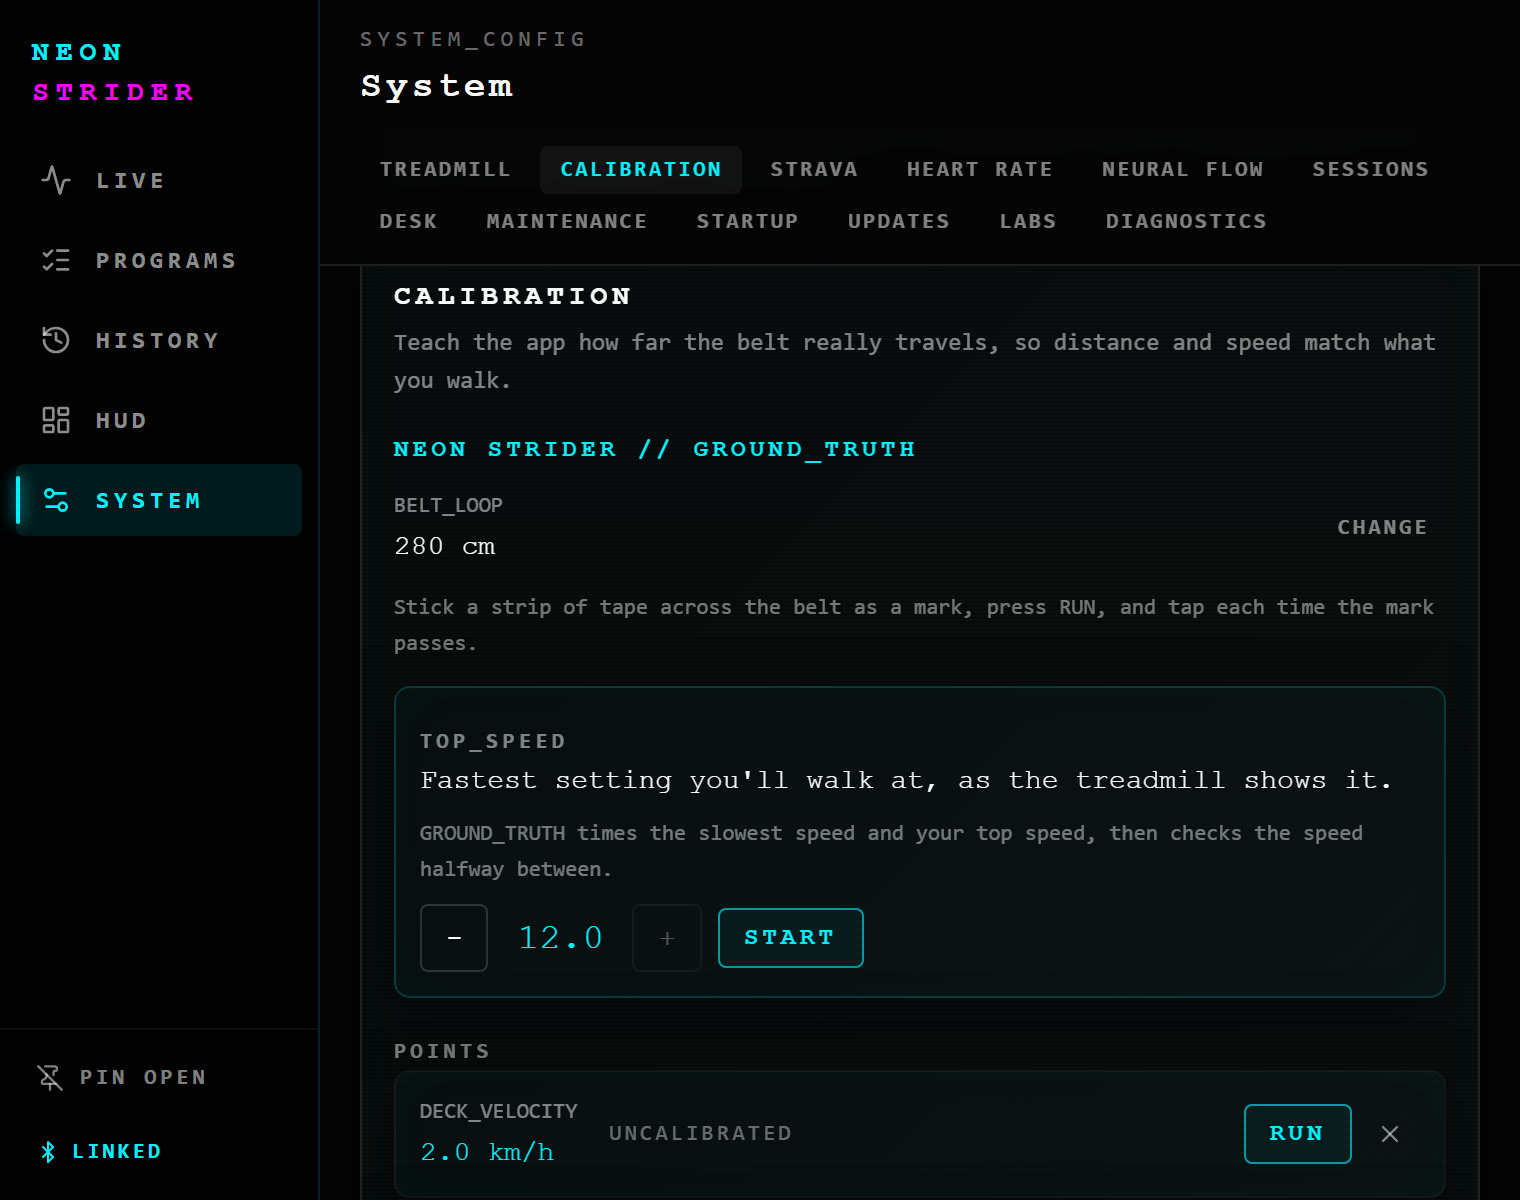 NEON
STRIDER
LIVE
PROGRAMS
HISTORY
HUD
SYSTEM
PIN OPEN
LINKED
SYSTEM_CONFIG
System
TREADMILL CALIBRATION STRAVA HEART RATE NEURAL FLOW SESSIONS
DESK MAINTENANCE STARTUP UPDATES LABS DIAGNOSTICS
CALIBRATION
Teach the app how far the belt really travels, so distance and speed match what
you walk.
NEON STRIDER // GROUND_TRUTH
BELT_LOOP
280 cm
CHANGE
Stick a strip of tape across the belt as a mark, press RUN, and tap each time the mark
passes.
TOP_SPEED
Fastest setting you'll walk at, as the treadmill shows it.
GROUND_TRUTH times the slowest speed and your top speed, then checks the speed
halfway between.
- 12.0 + START
POINTS
DECK_VELOCITY
2.0 km/h
UNCALIBRATED
RUN